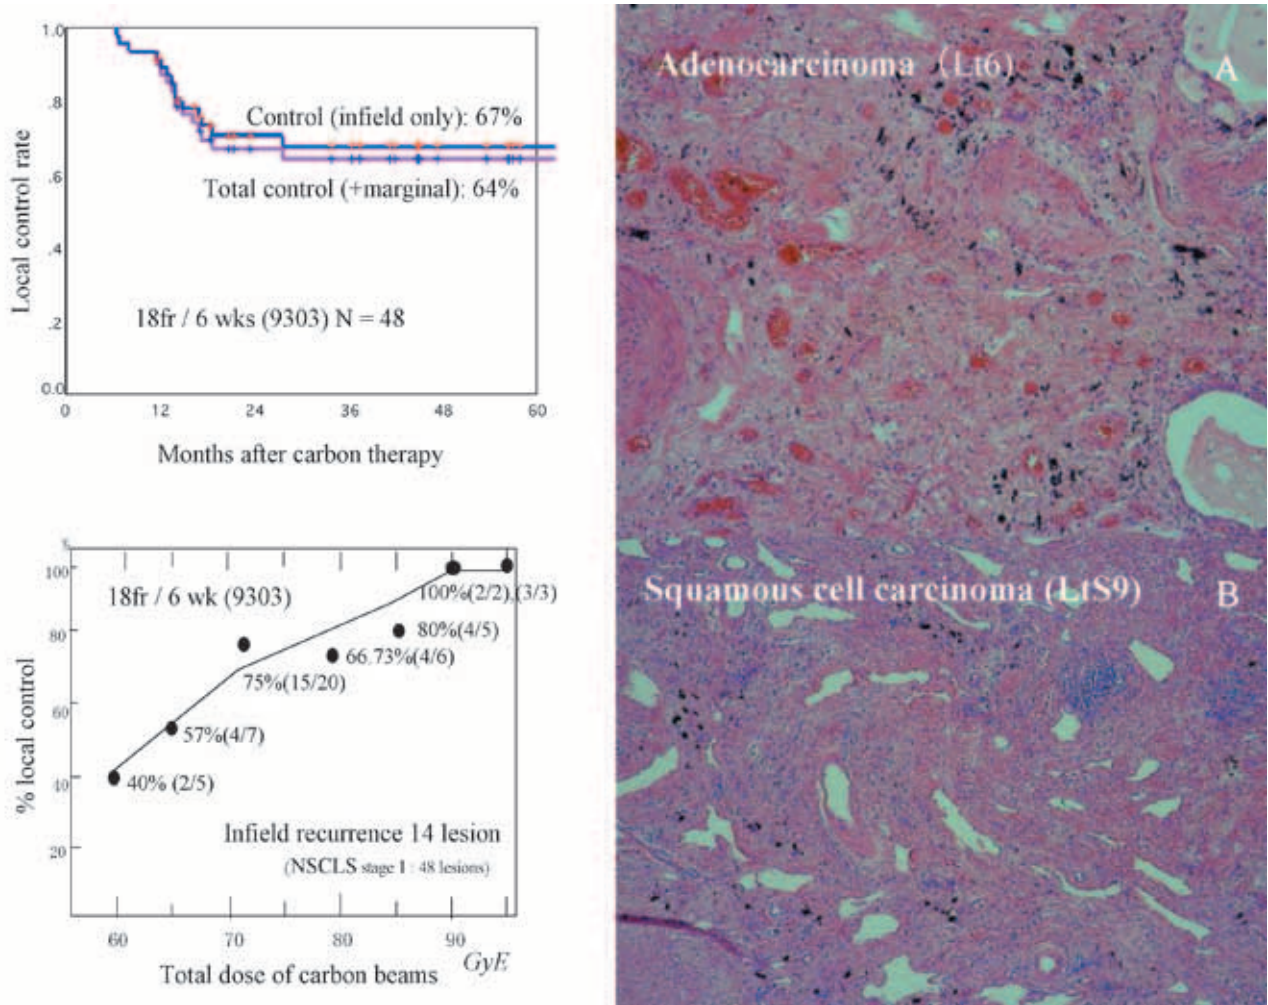 1.0
.8
.6
.4
.2
0.0
Local control rate
Control (infield only): 67%
Total control (+marginal): 64%
18fr / 6 wks (9303) N = 48
0 12 24 36 48 60
Months after carbon therapy
%
100
80
60
40
20
% local control
18fr / 6 wk (9303)
100%(2/2),(3/3)
80%(4/5)
66.73%(4/6)
75%(15/20)
57%(4/7)
40% (2/5)
Infield recurrence 14 lesion
(NSCLS stage I : 48 lesions)
60 70 80 90
GyE
Total dose of carbon beams
Adenocarcinoma (Lt6) A
Squamous cell carcinoma (LtS9) B